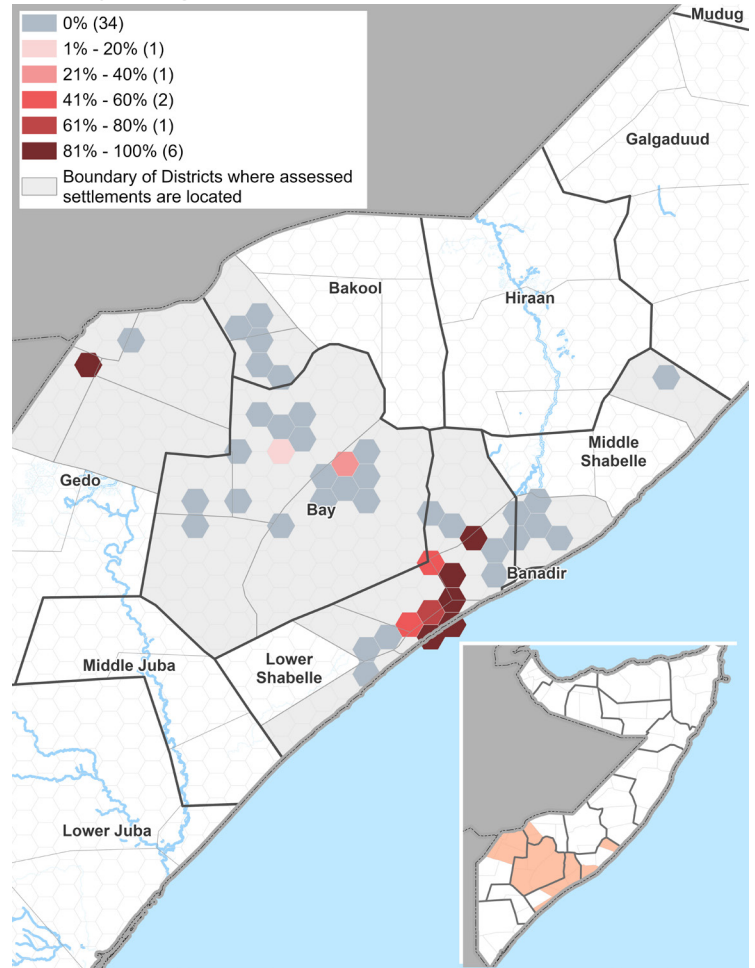 0% (34)
1% - 20% (1)
21% - 40% (1)
41% - 60% (2)
61% - 80% (1)
81% - 100% (6)
Boundary of Districts where assessed
settlements are located
Mudug
Galgaduud
Bakool
Hiraan
Middle
Shabelle
Gedo
Bay
Banadir
Middle Juba
Lower
Shabelle
Lower Juba